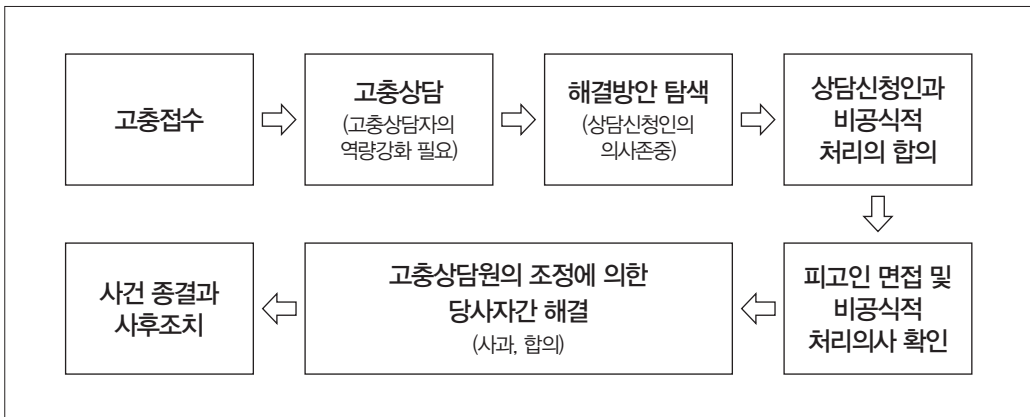 고충접수
고충상담
(고충상담자의
역량강화 필요)
해결방안 탐색
(상담신청인의
의사존중)
상담신청인과
비공식적
처리의 합의
피고인 면접 및
비공식적
처리의사 확인
고충상담원의 조정에 의한
당사자간 해결
(사과, 합의)
사건 종결과
사후조치